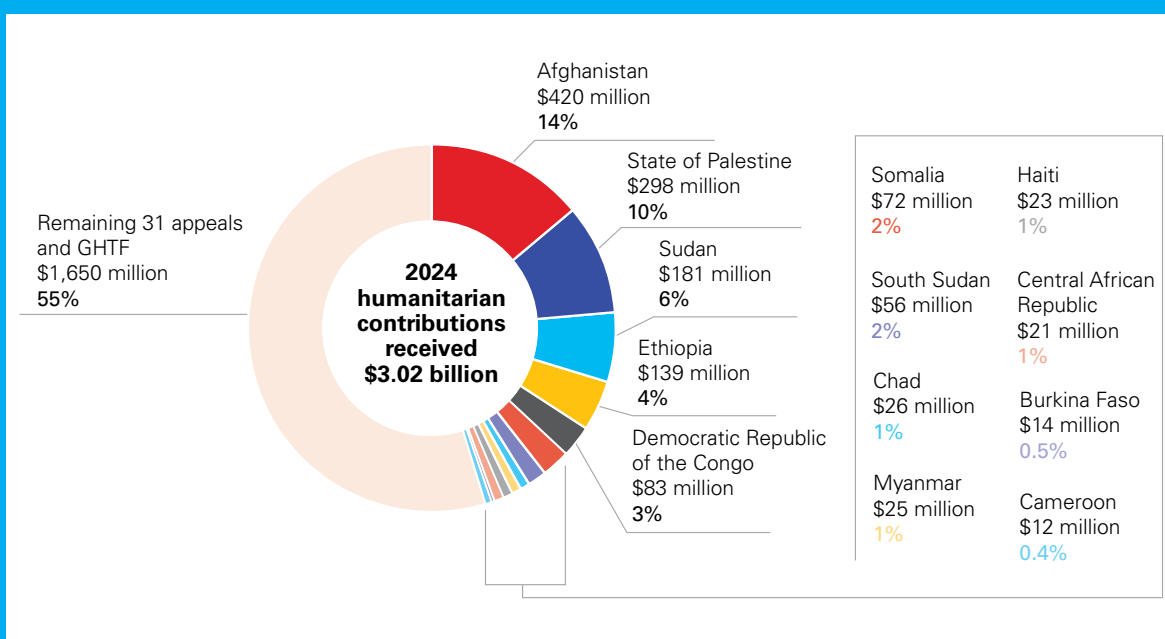 Afghanistan
$420 million
14%
State of Palestine
$298 million
10%
Sudan
$181 million
6%
Ethiopia
$139 million
4%
Democratic Republic
of the Congo
$83 million
3%
Remaining 31 appeals
and GHTF
$1,650 million
55%
2024
humanitarian
contributions
received
$3.02 billion
Somalia
$72 million
2%
South Sudan
$56 million
2%
Chad
$26 million
1%
Myanmar
$25 million
1%
Haiti
$23 million
1%
Central African
Republic
$21 million
1%
Burkina Faso
$14 million
0.5%
Cameroon
$12 million
0.4%